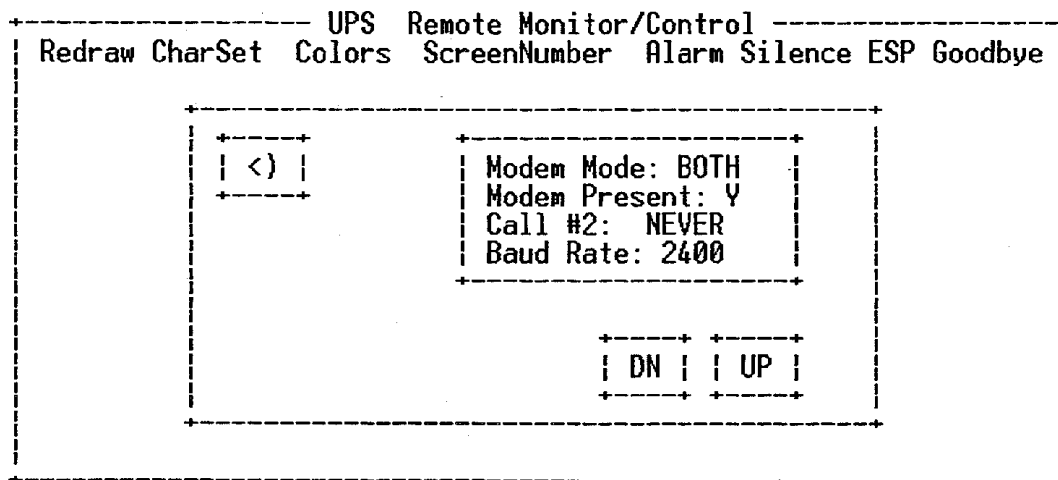 UPS Remote Monitor/Control
Redraw CharSet Colors ScreenNumber Alarm Silence ESP Goodbye
<)
Modem Mode: BOTH
Modem Present: Y
Call #2: NEVER
Baud Rate: 2400
DN UP